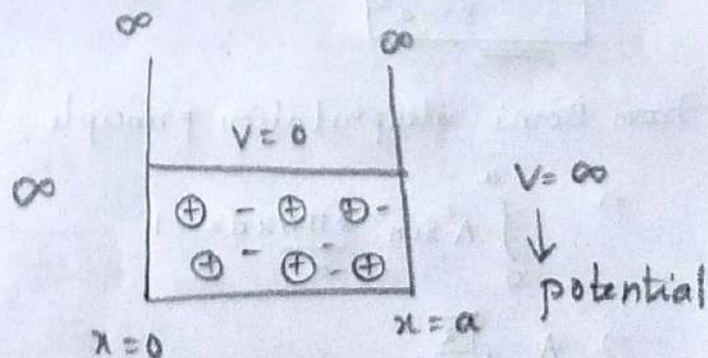 ∞ ∞
V = 0
∞
V = ∞
⊕ - ⊕ ⊕ -
⊕ - ⊕ - ⊕
↓
potential
x = 0
x = a